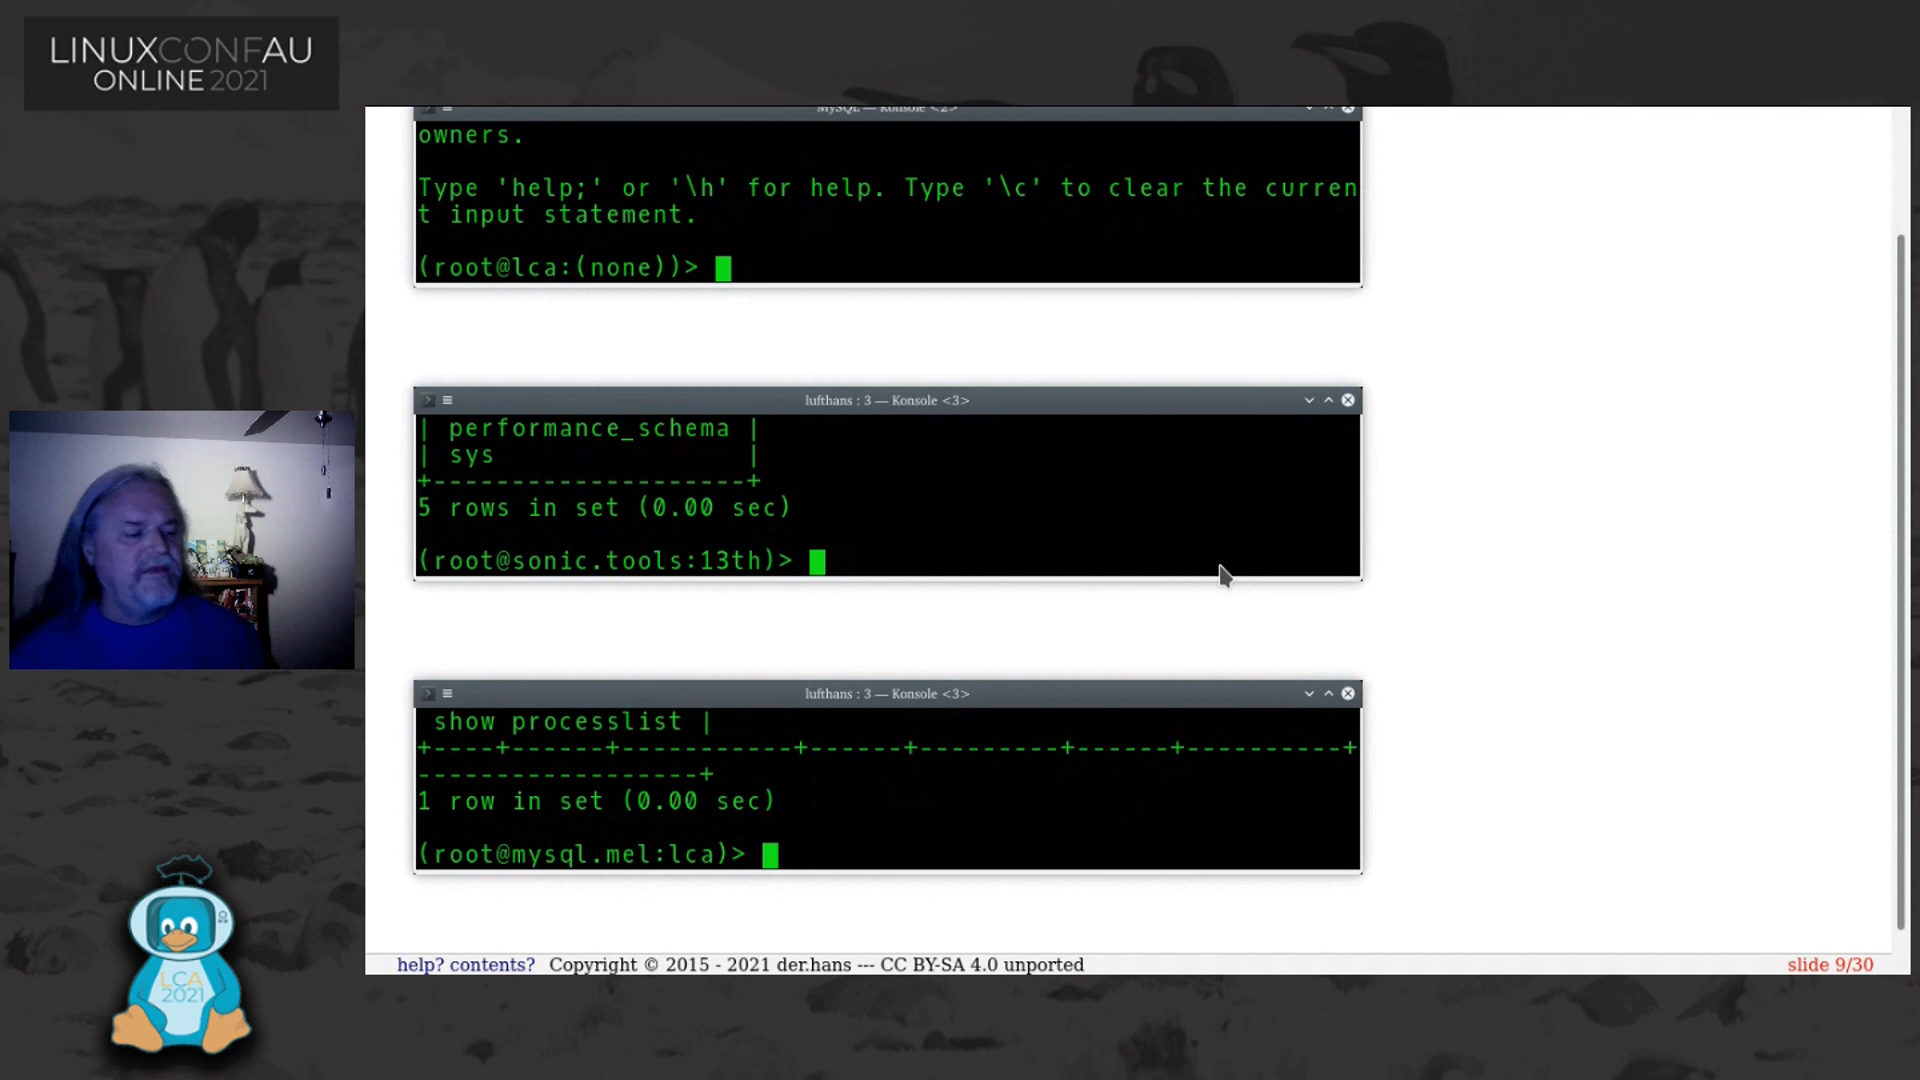 LINUXCONFAU
ONLINE 2021
MySQL — Konsole <2>
owners.
Type 'help;' or '\h' for help. Type '\c' to clear the curren
t input statement.
(root@lca:(none))>
lufthans : 3 — Konsole <3>
| performance_schema |
| sys |
+--------------------+
5 rows in set (0.00 sec)
(root@sonic.tools:13th)>
lufthans : 3 — Konsole <3>
show processlist |
+----+------+-----------+------+---------+------+----------+
------------------+
1 row in set (0.00 sec)
(root@mysql.mel:lca)>
help? contents? Copyright © 2015 - 2021 der.hans --- CC BY-SA 4.0 unported
slide 9/30
LCA
2021